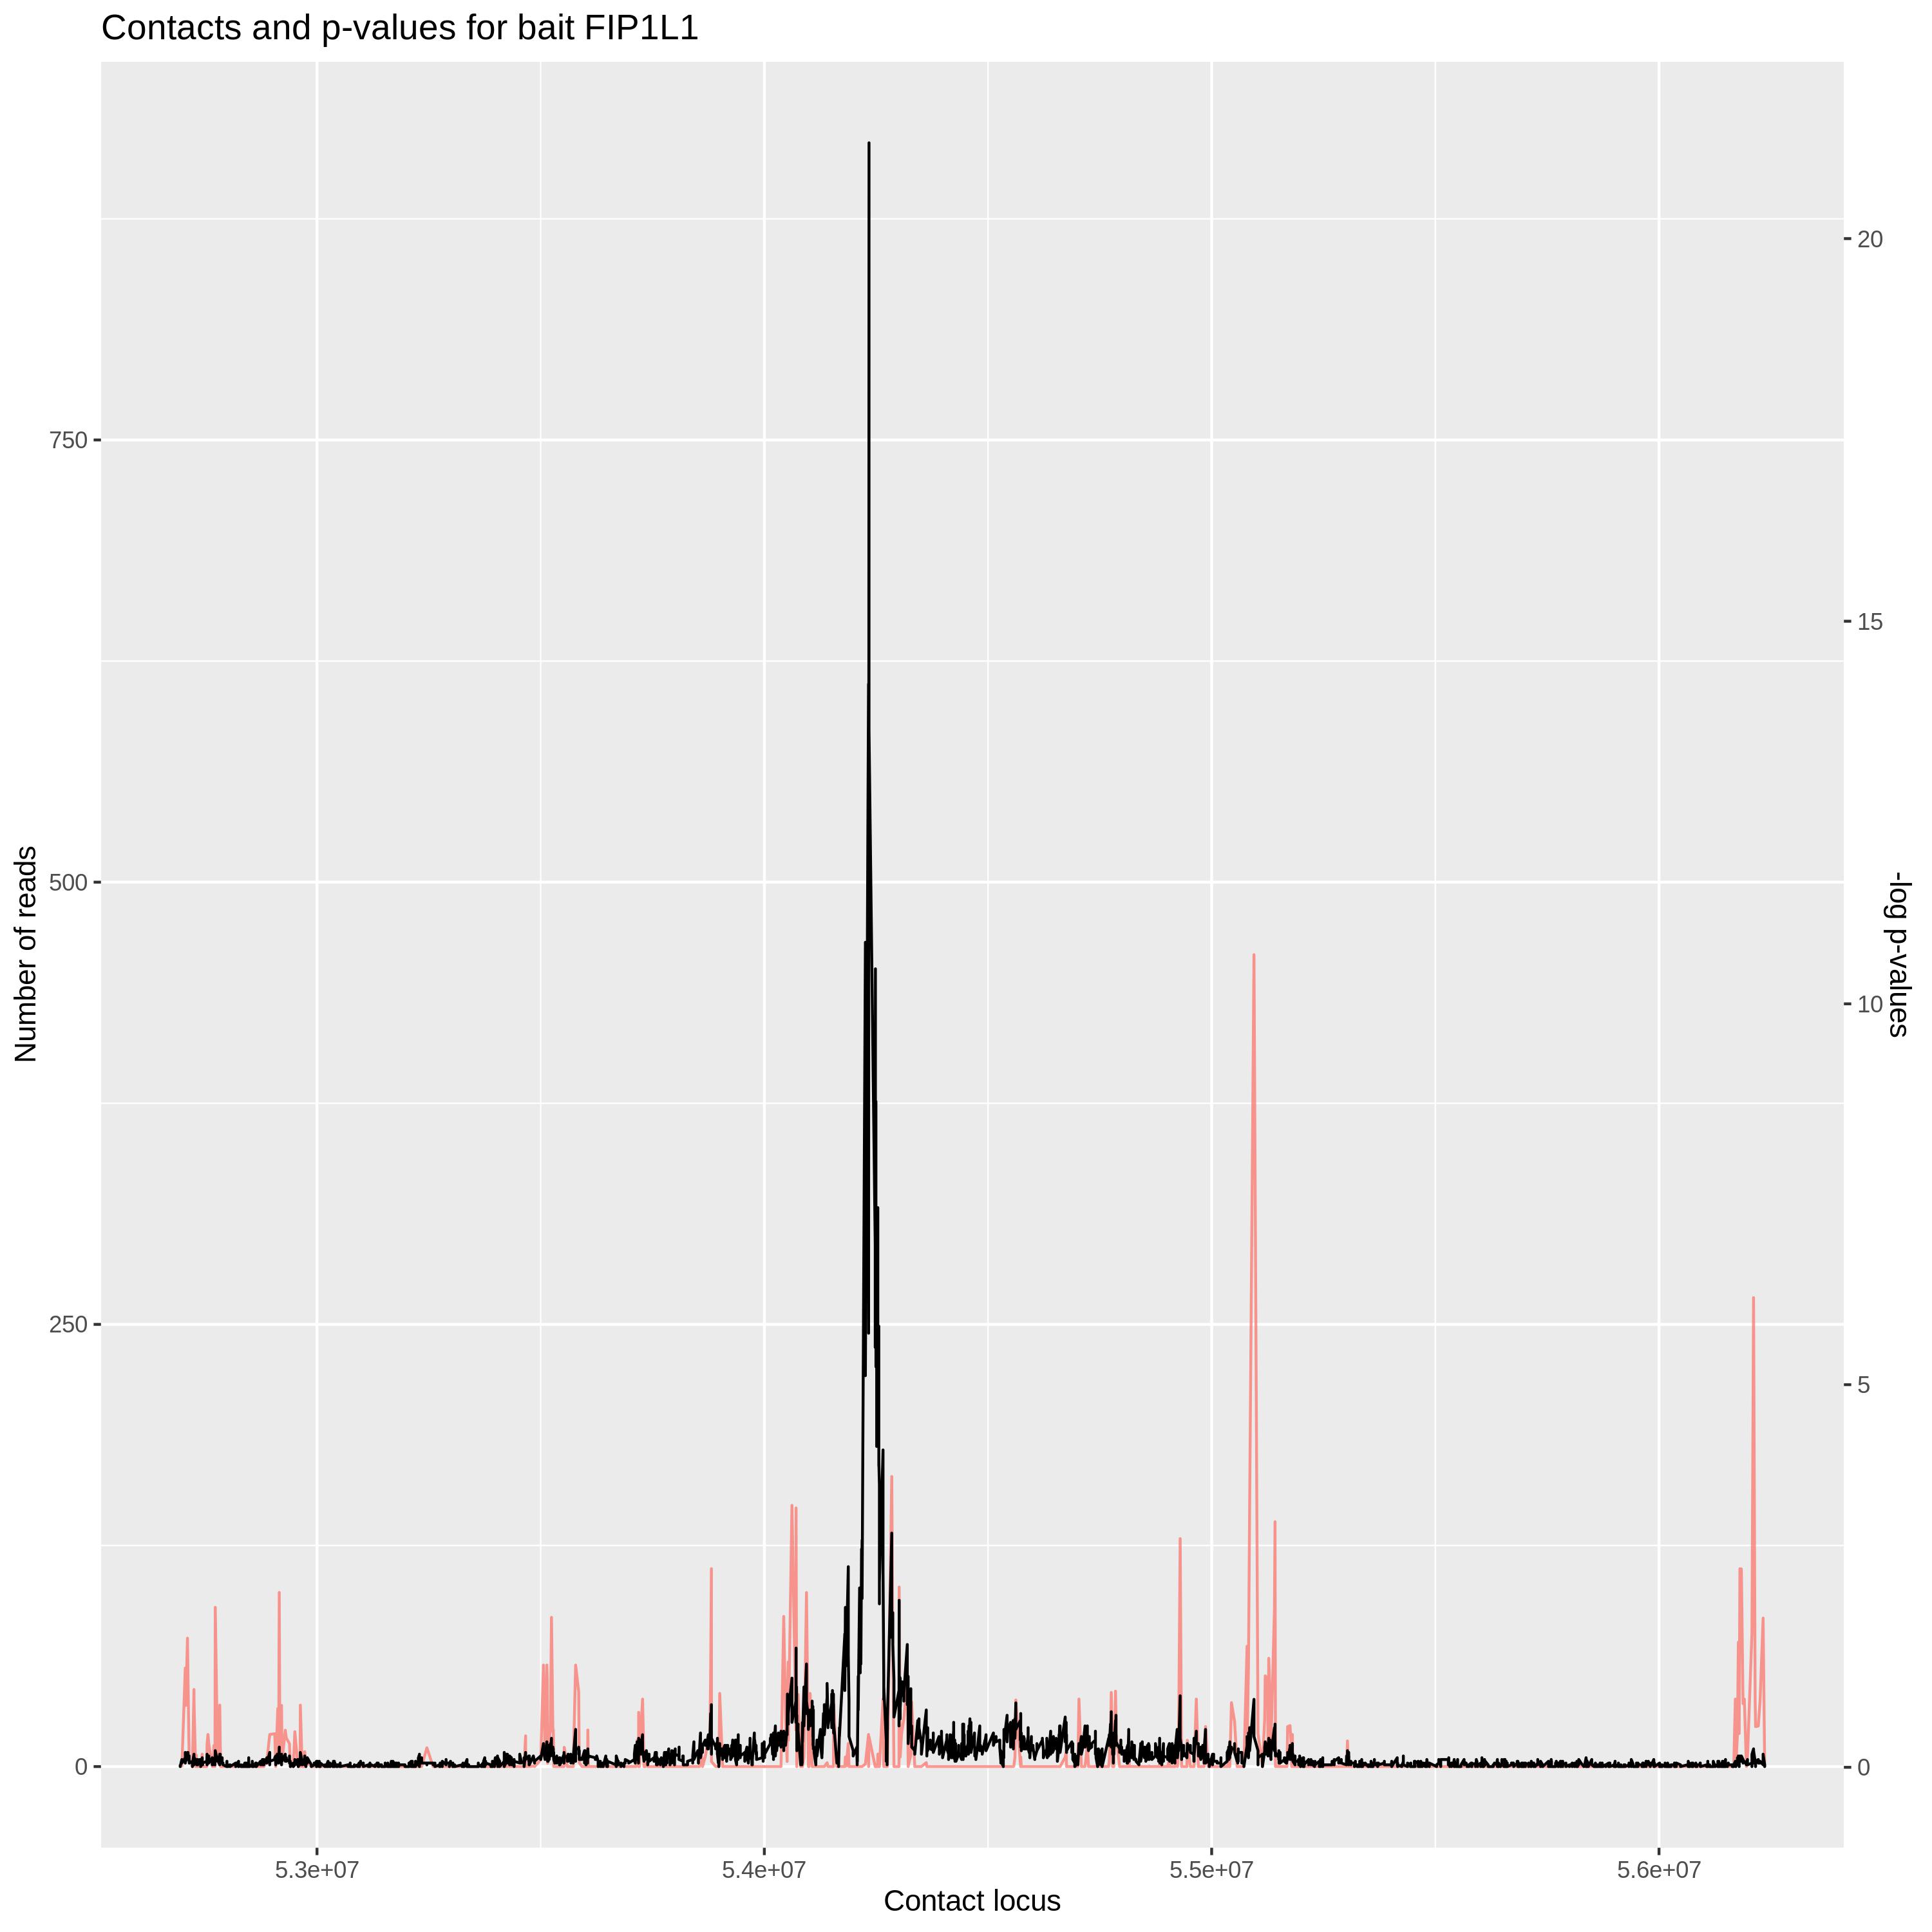 Contacts and p-values for bait FIP1L1
750
500
250
0
Number of reads
20
15
10
5
0
-log p-values
5.3e+07
5.4e+07
5.5e+07
5.6e+07
Contact locus